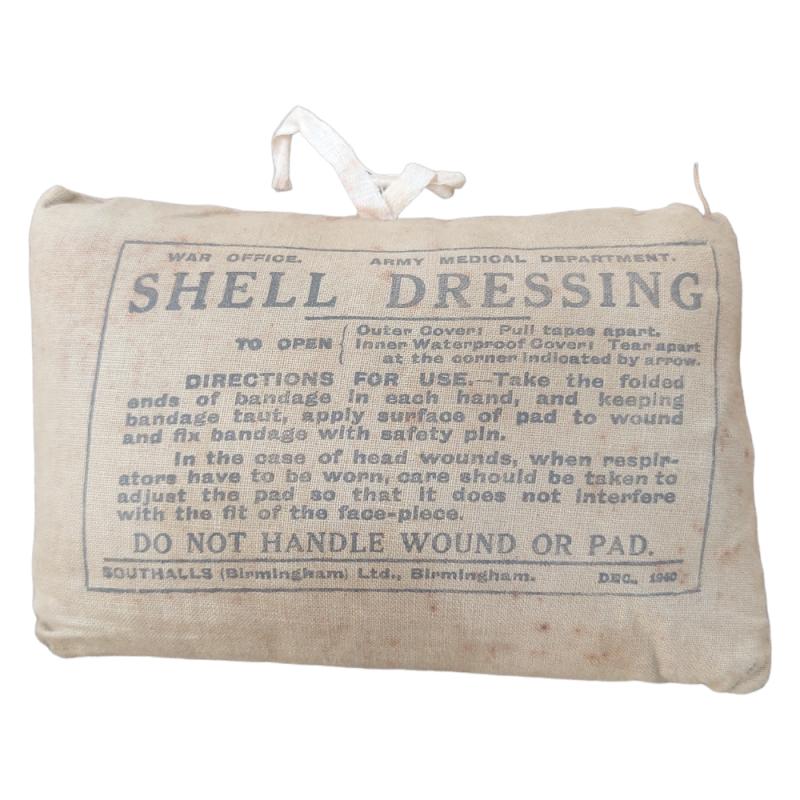 WAR OFFICE. ARMY MEDICAL DEPARTMENT.
SHELL DRESSING
TO OPEN { Outer Cover: Pull tapes apart.
Inner Waterproof Cover: Tear apart
at the corner indicated by arrow.
DIRECTIONS FOR USE.—Take the folded
ends of bandage in each hand, and keeping
bandage taut, apply surface of pad to wound
and fix bandage with safety pin.
In the case of head wounds, when respir-
ators have to be worn, care should be taken to
adjust the pad so that it does not interfere
with the fit of the face-piece.
DO NOT HANDLE WOUND OR PAD.
SOUTHALLS (Birmingham) Ltd., Birmingham. DEC., 1940